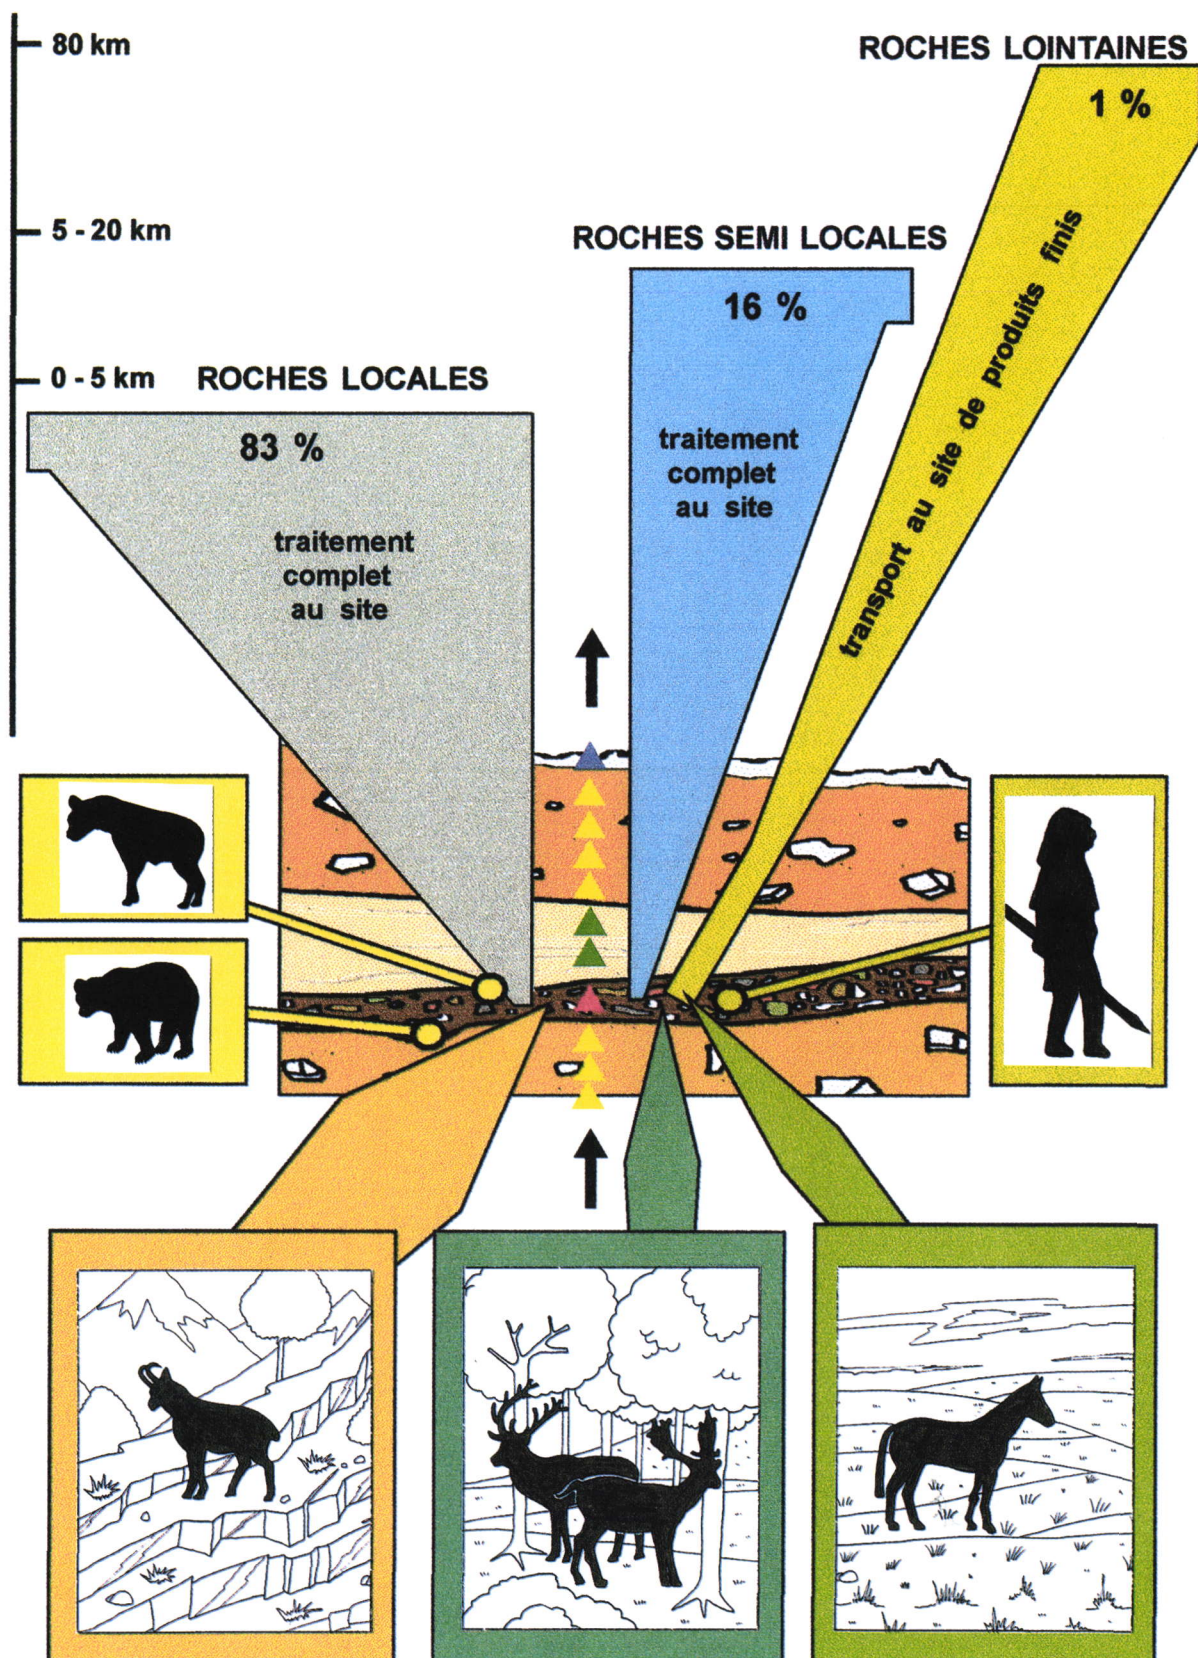 80 km
ROCHES LOINTAINES
1 %
5 - 20 km
ROCHES SEMI LOCALES
16 %
transport au site de produits finis
0 - 5 km
ROCHES LOCALES
83 %
traitement
complet
au site
traitement
complet
au site